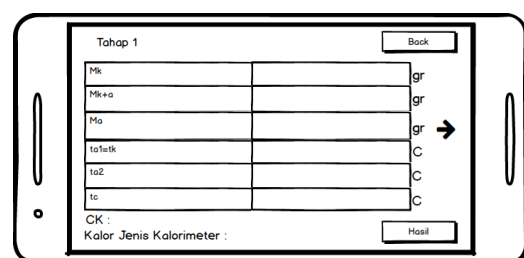 Tahap 1
Back
Mk gr
Mk+a gr
Ma gr
ta1=tk C
ta2 C
tc C
CK :
Kalor Jenis Kalorimeter :
Hasil